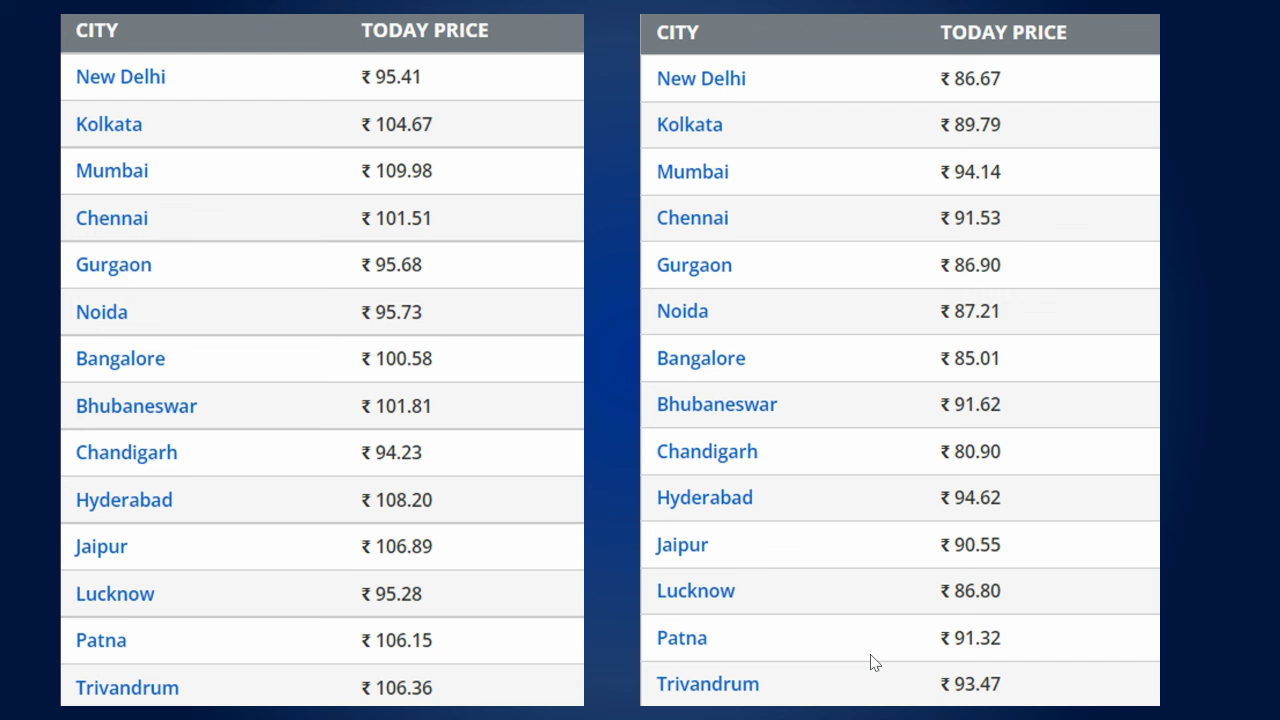 CITY TODAY PRICE
New Delhi ₹ 95.41
Kolkata ₹ 104.67
Mumbai ₹ 109.98
Chennai ₹ 101.51
Gurgaon ₹ 95.68
Noida ₹ 95.73
Bangalore ₹ 100.58
Bhubaneswar ₹ 101.81
Chandigarh ₹ 94.23
Hyderabad ₹ 108.20
Jaipur ₹ 106.89
Lucknow ₹ 95.28
Patna ₹ 106.15
Trivandrum ₹ 106.36
CITY TODAY PRICE
New Delhi ₹ 86.67
Kolkata ₹ 89.79
Mumbai ₹ 94.14
Chennai ₹ 91.53
Gurgaon ₹ 86.90
Noida ₹ 87.21
Bangalore ₹ 85.01
Bhubaneswar ₹ 91.62
Chandigarh ₹ 80.90
Hyderabad ₹ 94.62
Jaipur ₹ 90.55
Lucknow ₹ 86.80
Patna ₹ 91.32
Trivandrum ₹ 93.47